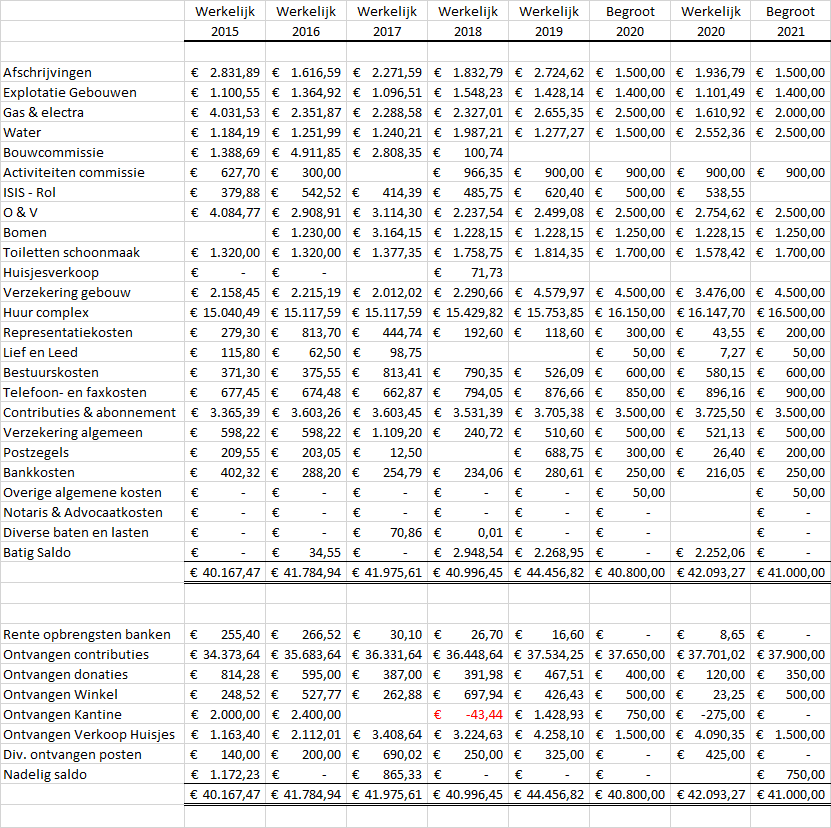 Werkelijk Werkelijk Werkelijk Werkelijk Werkelijk Begroot Werkelijk Begroot
2015 2016 2017 2018 2019 2020 2020 2021
Afschrijvingen € 2.831,89 € 1.616,59 € 2.271,59 € 1.832,79 € 2.724,62 € 1.500,00 € 1.936,79 € 1.500,00
Explotatie Gebouwen € 1.100,55 € 1.364,92 € 1.096,51 € 1.548,23 € 1.428,14 € 1.400,00 € 1.101,49 € 1.400,00
Gas & electra € 4.031,53 € 2.351,87 € 2.288,58 € 2.327,01 € 2.655,35 € 2.500,00 € 1.610,92 € 2.000,00
Water € 1.184,19 € 1.251,99 € 1.240,21 € 1.987,21 € 1.277,27 € 1.500,00 € 2.552,36 € 2.500,00
Bouwcommissie € 1.388,69 € 4.911,85 € 2.808,35 € 100,74
Activiteiten commissie € 627,70 € 300,00 € 966,35 € 900,00 € 900,00 € 900,00 € 900,00
ISIS - Rol € 379,88 € 542,52 € 414,39 € 485,75 € 620,40 € 500,00 € 538,55
O & V € 4.084,77 € 2.908,91 € 3.114,30 € 2.237,54 € 2.499,08 € 2.500,00 € 2.754,62 € 2.500,00
Bomen € 1.230,00 € 3.164,15 € 1.228,15 € 1.228,15 € 1.250,00 € 1.228,15 € 1.250,00
Toiletten schoonmaak € 1.320,00 € 1.320,00 € 1.377,35 € 1.758,75 € 1.814,35 € 1.700,00 € 1.578,42 € 1.700,00
Huisjesverkoop € - € - € 71,73
Verzekering gebouw € 2.158,45 € 2.215,19 € 2.012,02 € 2.290,66 € 4.579,97 € 4.500,00 € 3.476,00 € 4.500,00
Huur complex € 15.040,49 € 15.117,59 € 15.117,59 € 15.429,82 € 15.753,85 € 16.150,00 € 16.147,70 € 16.500,00
Representatiekosten € 279,30 € 813,70 € 444,74 € 192,60 € 118,60 € 300,00 € 43,55 € 200,00
Lief en Leed € 115,80 € 62,50 € 98,75 € 50,00 € 7,27 € 50,00
Bestuurskosten € 371,30 € 375,55 € 813,41 € 790,35 € 526,09 € 600,00 € 580,15 € 600,00
Telefoon- en faxkosten € 677,45 € 674,48 € 662,87 € 794,05 € 876,66 € 850,00 € 896,16 € 900,00
Contributies & abonnement € 3.365,39 € 3.603,26 € 3.603,45 € 3.531,39 € 3.705,38 € 3.500,00 € 3.725,50 € 3.500,00
Verzekering algemeen € 598,22 € 598,22 € 1.109,20 € 240,72 € 510,60 € 500,00 € 521,13 € 500,00
Postzegels € 209,55 € 203,05 € 12,50 € 688,75 € 300,00 € 26,40 € 200,00
Bankkosten € 402,32 € 288,20 € 254,79 € 234,06 € 280,61 € 250,00 € 216,05 € 250,00
Overige algemene kosten € - € - € - € - € - € 50,00 € 50,00
Notaris & Advocaatkosten € - € - € - € - € - € - € -
Diverse baten en lasten € - € - € 70,86 € 0,01 € - € - € -
Batig Saldo € - € 34,55 € - € 2.948,54 € 2.268,95 € - € 2.252,06 € -
€ 40.167,47 € 41.784,94 € 41.975,61 € 40.996,45 € 44.456,82 € 40.800,00 € 42.093,27 € 41.000,00
Rente opbrengsten banken € 255,40 € 266,52 € 30,10 € 26,70 € 16,60 € - € 8,65 € -
Ontvangen contributies € 34.373,64 € 35.683,64 € 36.331,64 € 36.448,64 € 37.534,25 € 37.650,00 € 37.701,02 € 37.900,00
Ontvangen donaties € 814,28 € 595,00 € 387,00 € 391,98 € 467,51 € 400,00 € 120,00 € 350,00
Ontvangen Winkel € 248,52 € 527,77 € 262,88 € 697,94 € 426,43 € 500,00 € 23,25 € 500,00
Ontvangen Kantine € 2.000,00 € 2.400,00 € -43,44 € 1.428,93 € 750,00 € -275,00 € -
Ontvangen Verkoop Huisjes € 1.163,40 € 2.112,01 € 3.408,64 € 3.224,63 € 4.258,10 € 1.500,00 € 4.090,35 € 1.500,00
Div. ontvangen posten € 140,00 € 200,00 € 690,02 € 250,00 € 325,00 € - € 425,00 € -
Nadelig saldo € 1.172,23 € - € 865,33 € - € - € - € 750,00
€ 40.167,47 € 41.784,94 € 41.975,61 € 40.996,45 € 44.456,82 € 40.800,00 € 42.093,27 € 41.000,00